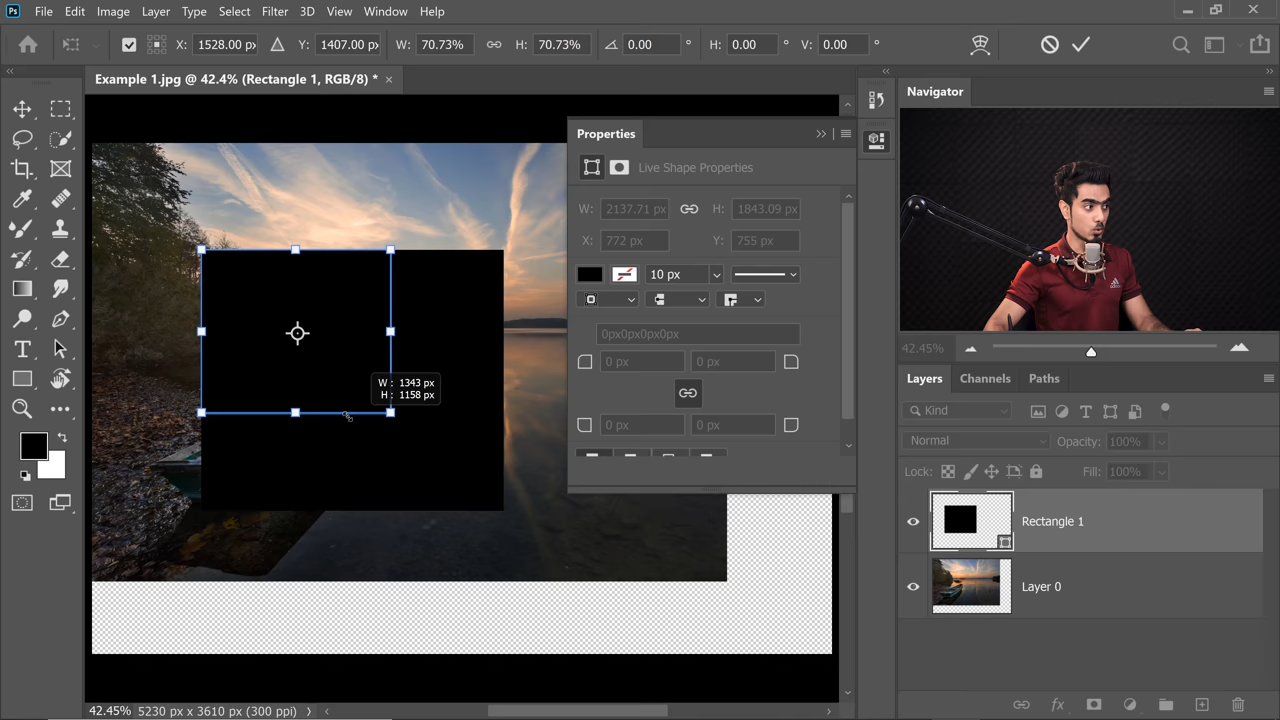 Ps File Edit Image Layer Type Select Filter 3D View Window Help
X: 1528.00 px Y: 1407.00 px W: 70.73% H: 70.73% 0.00 ° H: 0.00 ° V: 0.00 °
Example 1.jpg @ 42.4% (Rectangle 1, RGB/8) * ×
Navigator
Properties
Live Shape Properties
W: 2137.71 px H: 1843.09 px
X: 772 px Y: 755 px
10 px
0px0px0px0px
0 px 0 px
0 px 0 px
W : 1343 px
H : 1158 px
42.45%
Layers Channels Paths
Kind
Normal Opacity: 100%
Lock: Fill: 100%
Rectangle 1
Layer 0
fx
42.45% 5230 px x 3610 px (300 ppi)